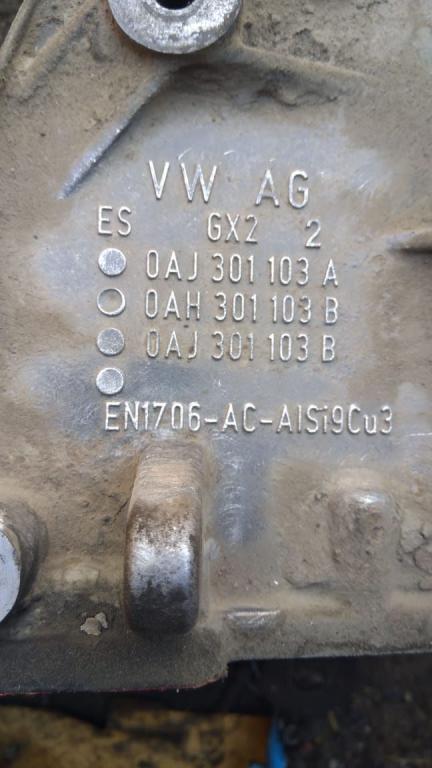 VW AG
ES GX2 2
0AJ 301 103 A
0AH 301 103 B
0AJ 301 103 B
EN1706-AC-AlSi9Cu3